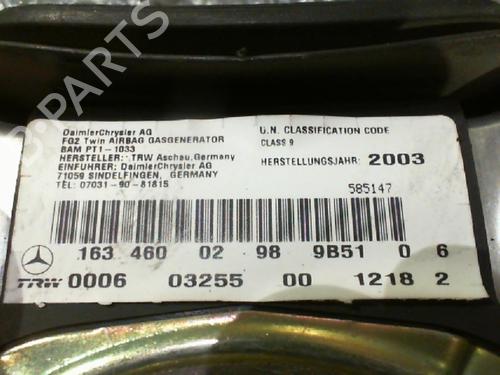 DaimlerChrysler AG
FG2 Twin AIRBAG GASGENERATOR
BAM PT1-1033
HERSTELLER: TRW Aschau,Germany
EINFUHRER: DaimlerChrysler AG
71059 SINDELFINGEN, GERMANY
TEL: 07031-90-81815
U.N. CLASSIFICATION CODE
CLASS 9
HERSTELLUNGSJAHR: 2003
585147
163 460 02 98 9B51 0 6
TRW 0006 03255 00 1218 2
B-PARTS